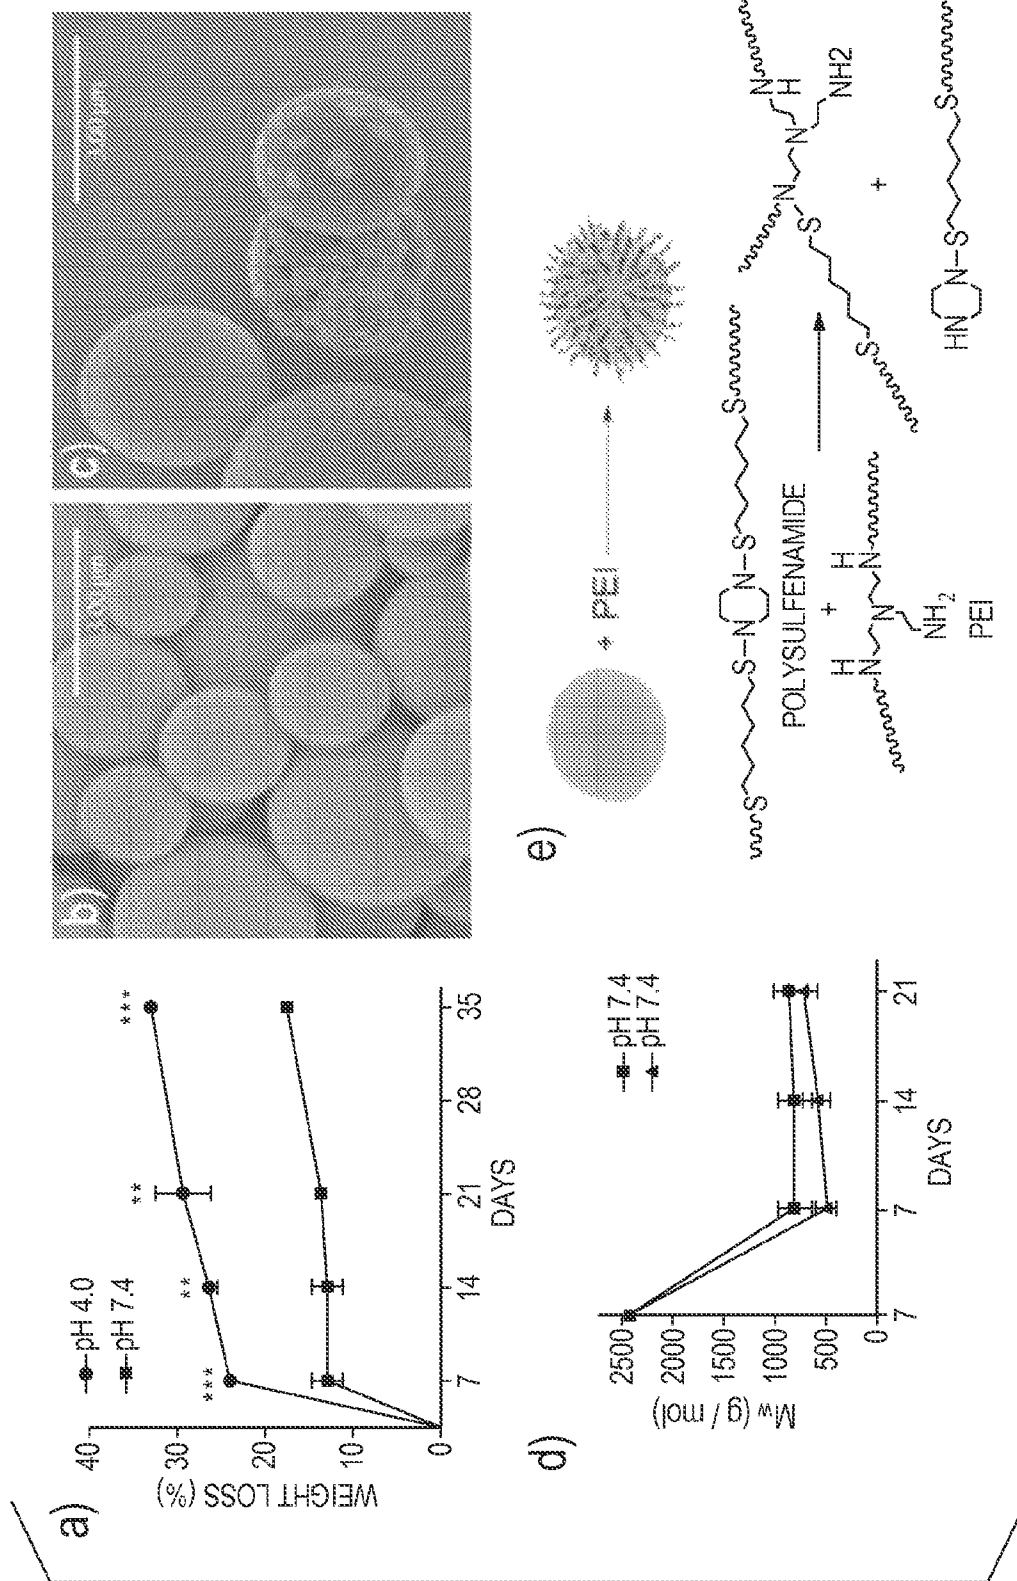 a)
WEIGHT LOSS (%)
40
30
20
10
0
7
14
21
28
35
DAYS
pH 4.0
pH 7.4
***
**
**
***
b)
c)
d)
Mw (g / mol)
2500
2000
1500
1000
500
0
7
7
14
21
DAYS
pH 7.4
pH 7.4
e)
+ PEI
S
S-N
N-S
S
POLYSULFENAMIDE
+
H
N
N
H
N
NH2
PEI
S
S
N
N
N
H
NH2
+
HN
N-S
S